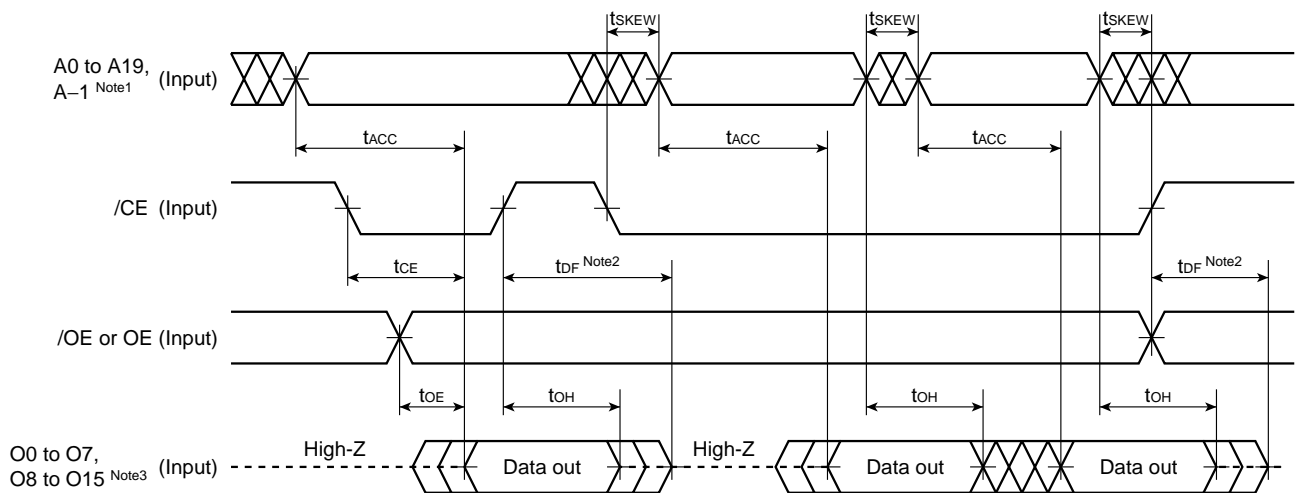 tSKEW tSKEW tSKEW
A0 to A19,
A–1 Note1 (Input)
tACC tACC tACC
/CE (Input)
tCE tDF Note2 tDF Note2
/OE or OE (Input)
tOE tOH tOH tOH
O0 to O7,
O8 to O15 Note3 (Input)
High-Z Data out High-Z Data out Data out